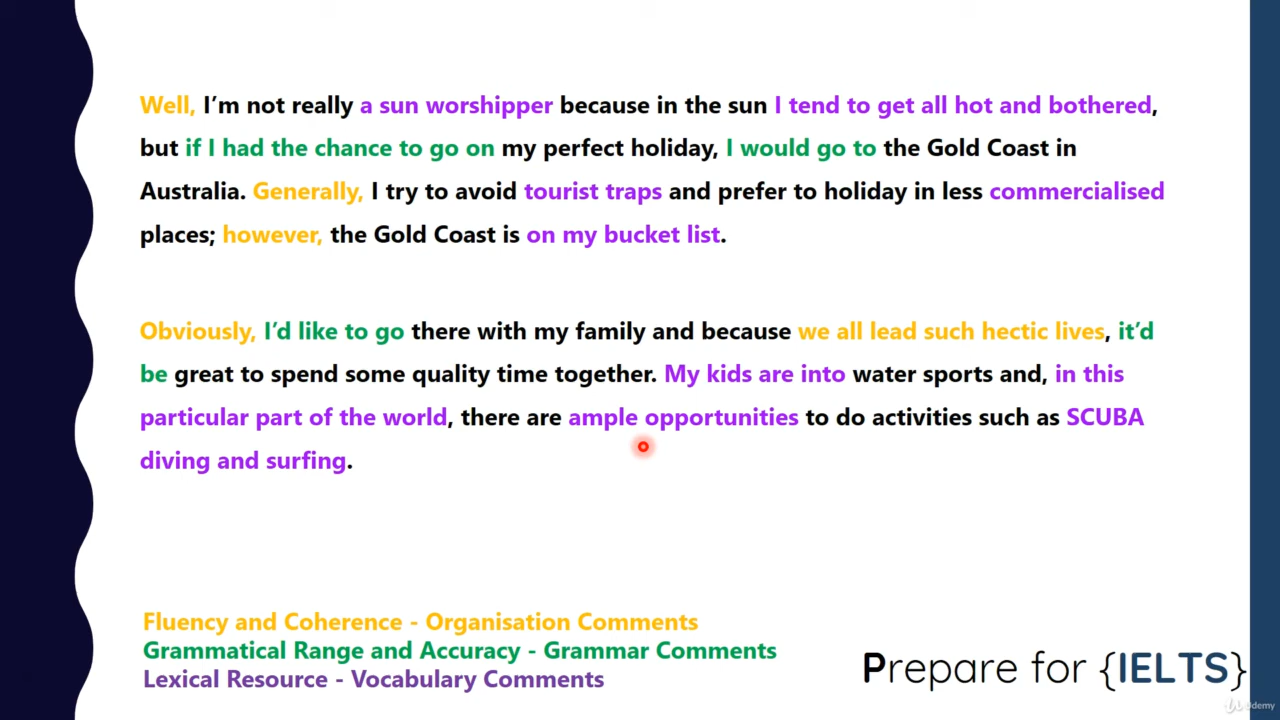 Well, I’m not really a sun worshipper because in the sun I tend to get all hot and bothered,
but if I had the chance to go on my perfect holiday, I would go to the Gold Coast in
Australia. Generally, I try to avoid tourist traps and prefer to holiday in less commercialised
places; however, the Gold Coast is on my bucket list.
Obviously, I’d like to go there with my family and because we all lead such hectic lives, it’d
be great to spend some quality time together. My kids are into water sports and, in this
particular part of the world, there are ample opportunities to do activities such as SCUBA
diving and surfing.
Fluency and Coherence - Organisation Comments
Grammatical Range and Accuracy - Grammar Comments
Lexical Resource - Vocabulary Comments
Prepare for {IELTS}
Udemy